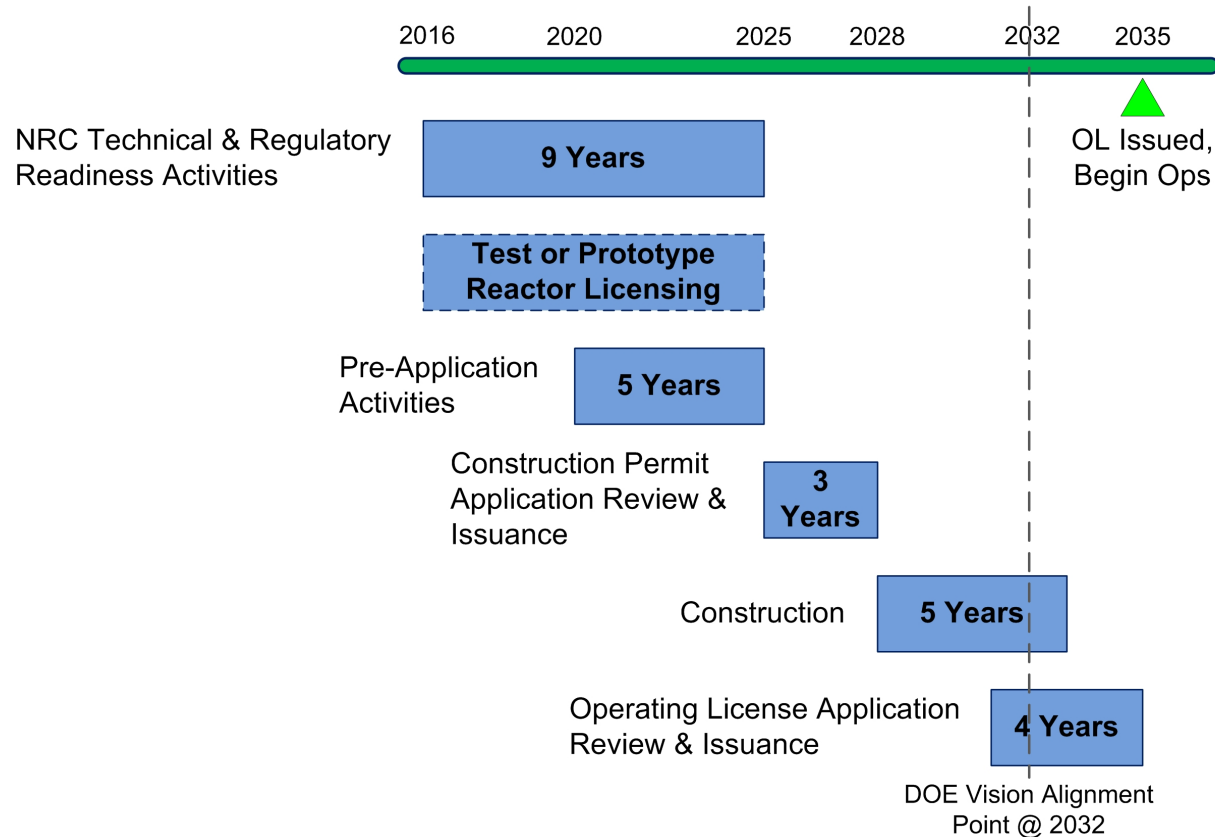 2016 2020 2025 2028 2032 2035
NRC Technical & Regulatory
Readiness Activities
9 Years
OL Issued,
Begin Ops
Test or Prototype
Reactor Licensing
Pre-Application
Activities
5 Years
Construction Permit
Application Review &
Issuance
3
Years
Construction
5 Years
Operating License Application
Review & Issuance
4 Years
DOE Vision Alignment
Point @ 2032